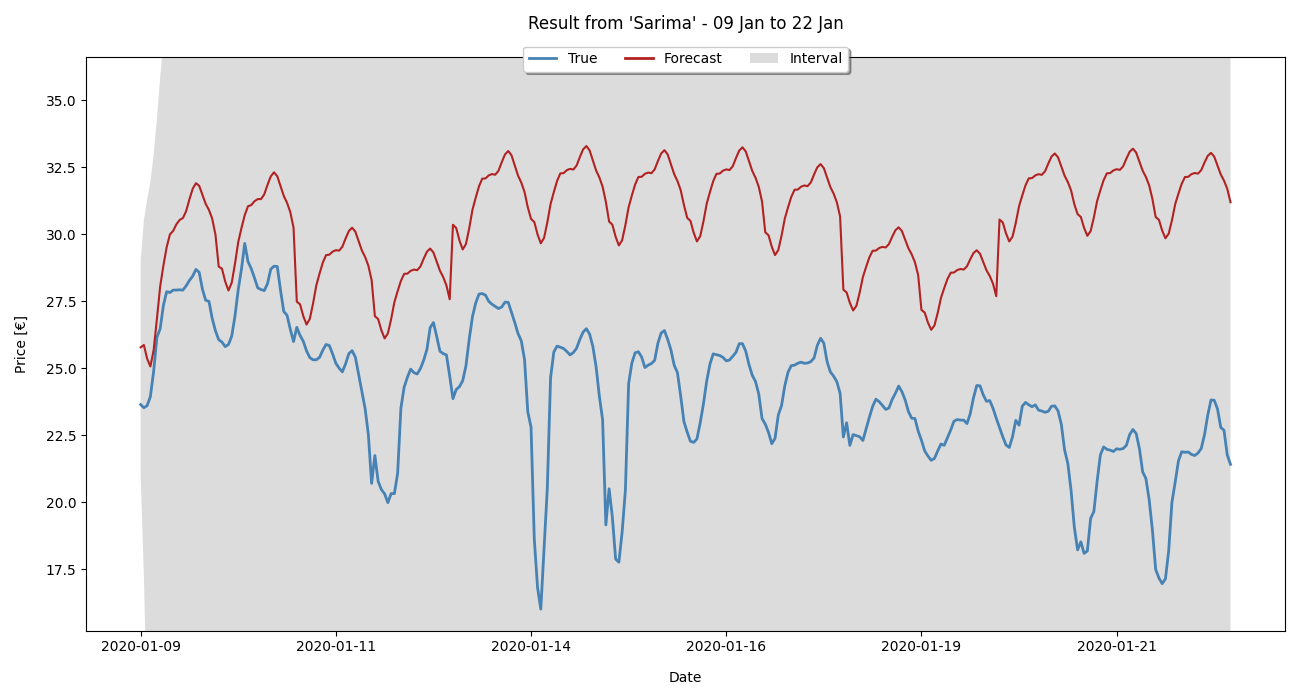 Result from 'Sarima' - 09 Jan to 22 Jan
True Forecast Interval
35.0
32.5
30.0
27.5
25.0
22.5
20.0
17.5
Price [€]
2020-01-09 2020-01-11 2020-01-14 2020-01-16 2020-01-19 2020-01-21
Date